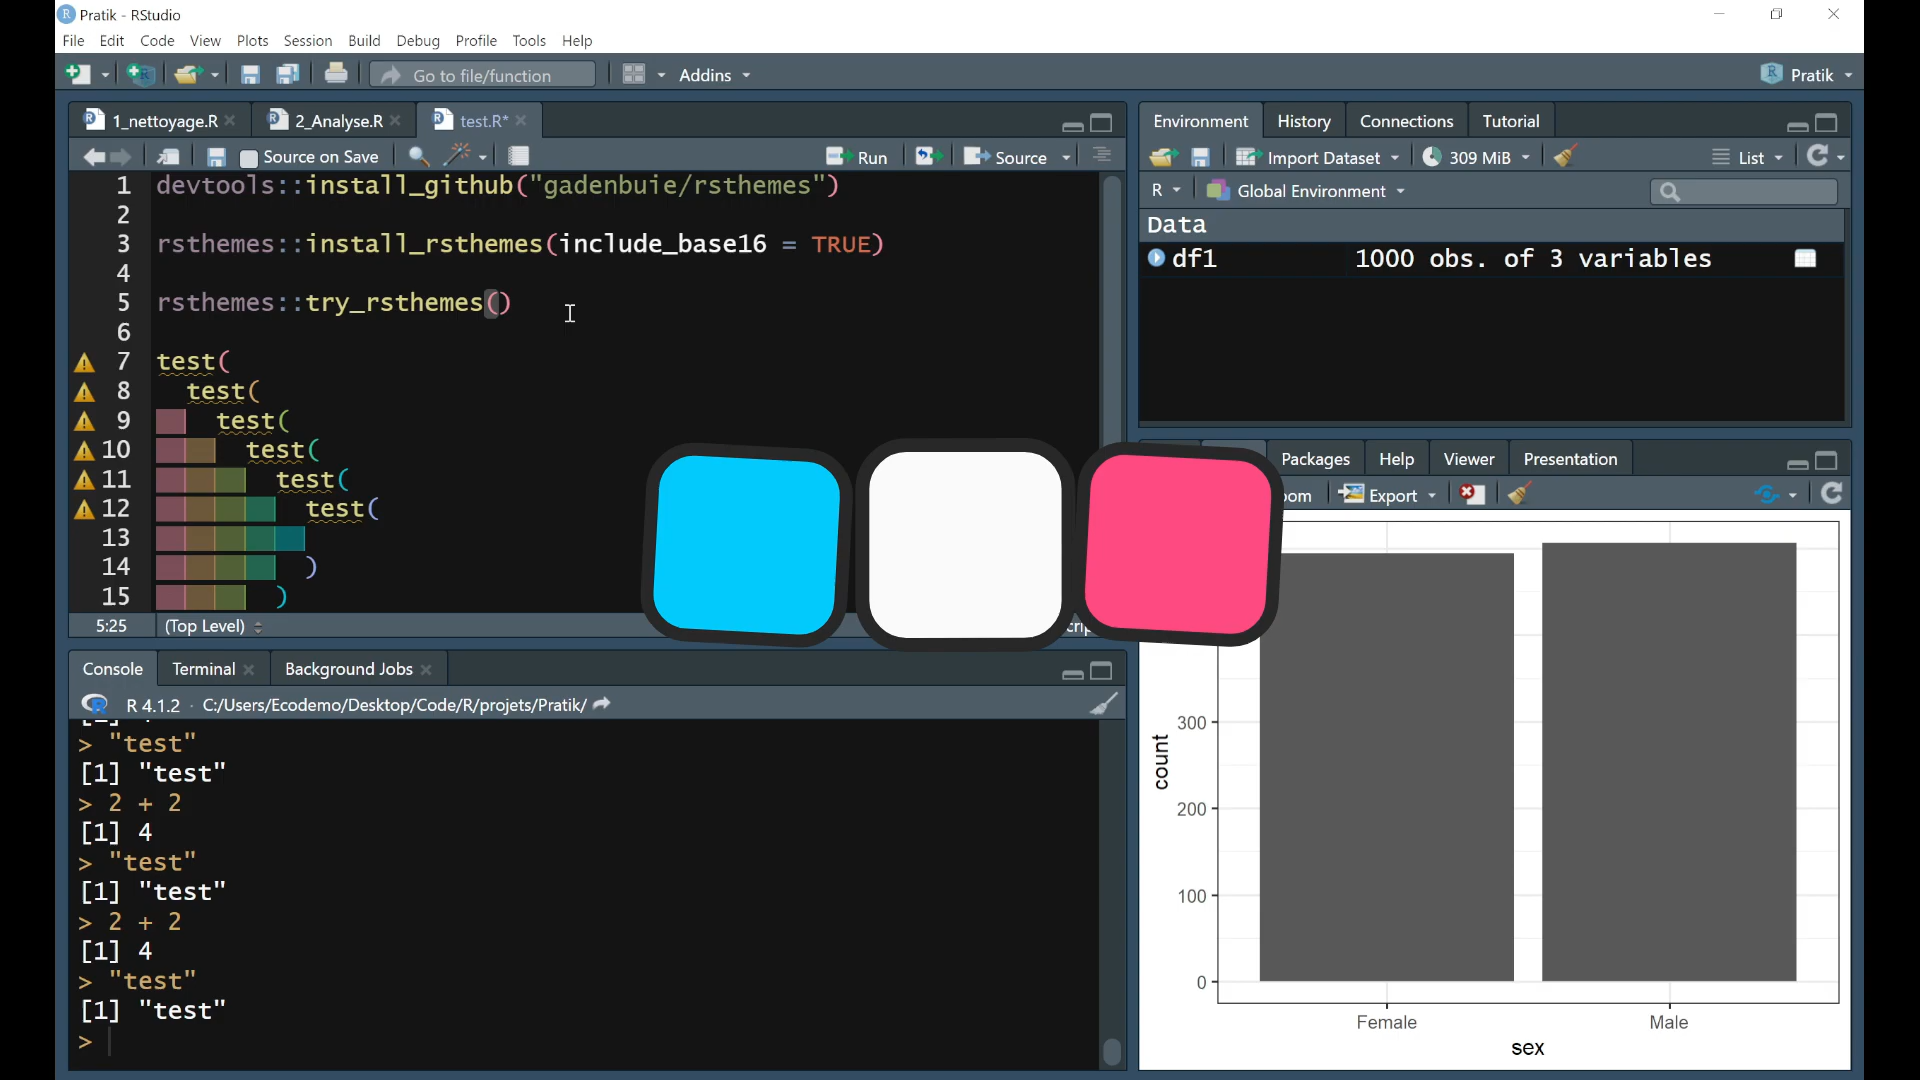 Pratik - RStudio
File Edit Code View Plots Session Build Debug Profile Tools Help
Go to file/function Addins Pratik
1_nettoyage.R 2_Analyse.R test.R*
Source on Save Run Source
1 devtools::install_github("gadenbuie/rsthemes")
2
3 rsthemes::install_rsthemes(include_base16 = TRUE)
4
5 rsthemes::try_rsthemes()
6
7 test(
8 test(
9 test(
10 test(
11 test(
12 test(
13
14 )
15 )
5:25 (Top Level)
Console Terminal Background Jobs
R 4.1.2 · C:/Users/Ecodemo/Desktop/Code/R/projets/Pratik/
> "test"
[1] "test"
> 2 + 2
[1] 4
> "test"
[1] "test"
> 2 + 2
[1] 4
> "test"
[1] "test"
>
Environment History Connections Tutorial
Import Dataset 309 MiB List
R Global Environment
Data
df1 1000 obs. of 3 variables
Packages Help Viewer Presentation
Export
count
300
200
100
0
Female Male
sex